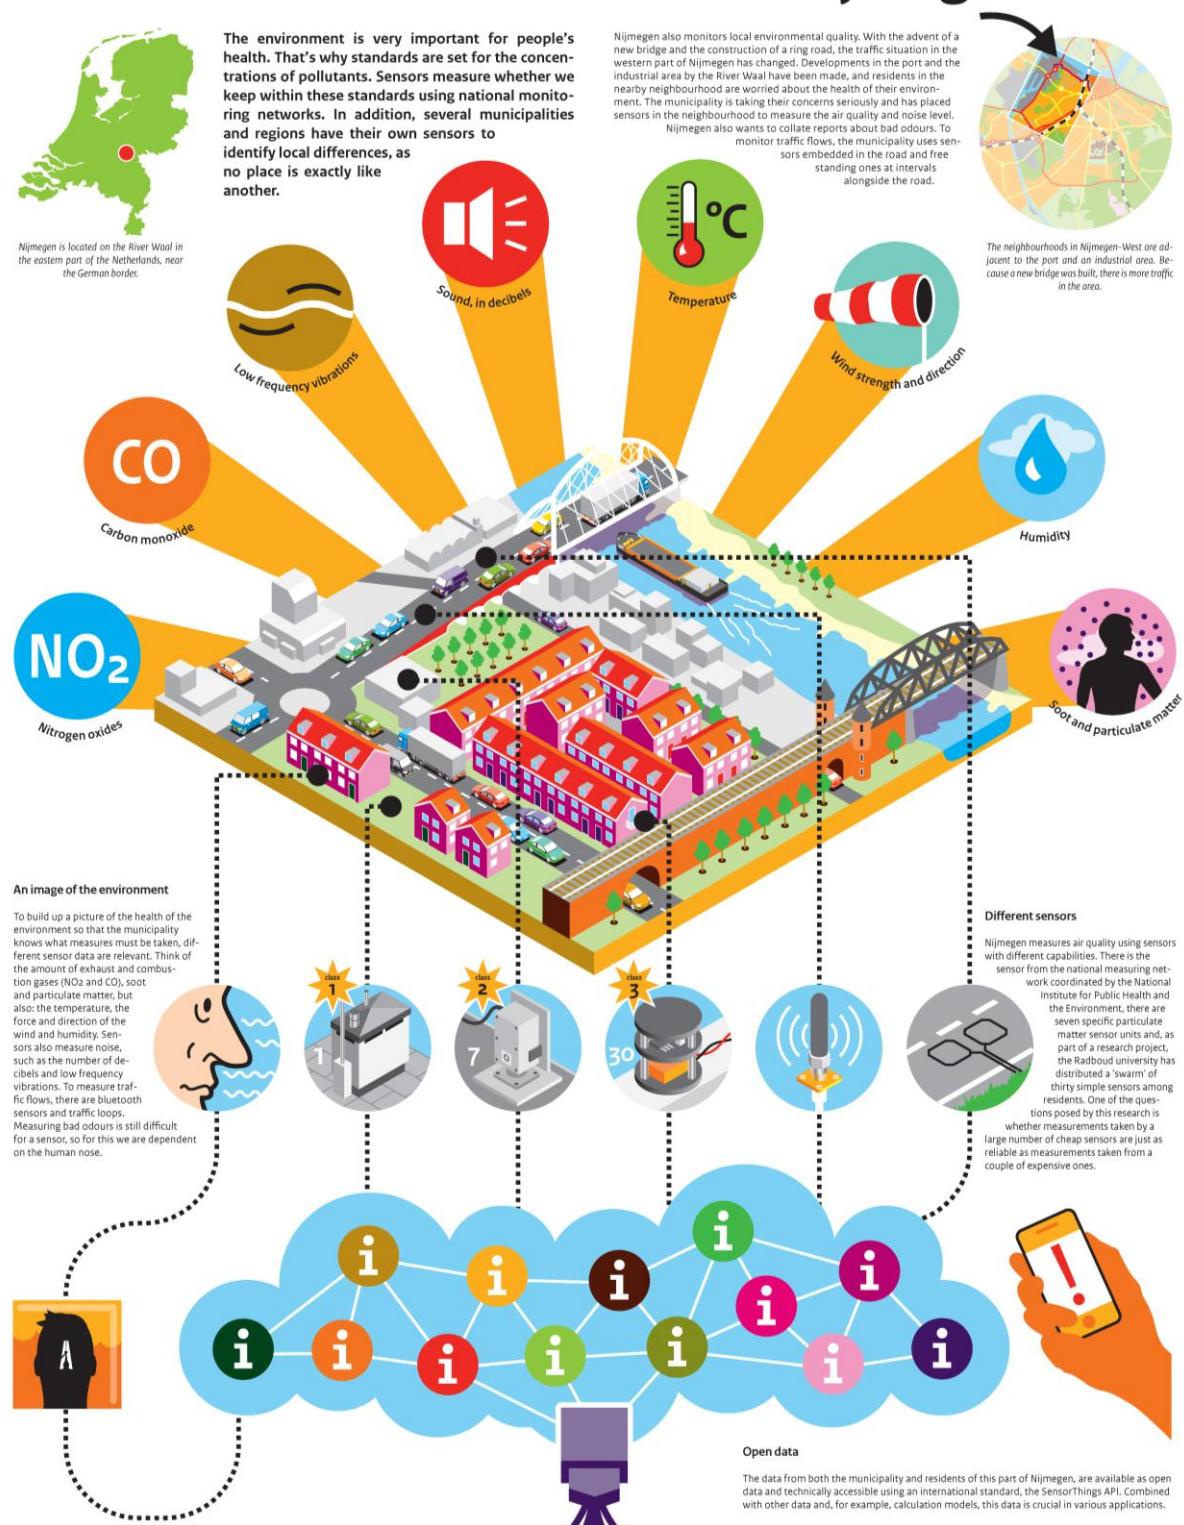 The environment is very important for people's
health. That's why standards are set for the concen-
trations of pollutants. Sensors measure whether we
keep within these standards using national monito-
ring networks. In addition, several municipalities
and regions have their own sensors to
identify local differences, as
no place is exactly like
another.
Nijmegen also monitors local environmental quality. With the advent of a
new bridge and the construction of a ring road, the traffic situation in the
western part of Nijmegen has changed. Developments in the port and the
industrial area by the River Waal have been made, and residents in the
nearby neighbourhood are worried about the health of their environ-
ment. The municipality is taking their concerns seriously and has placed
sensors in the neighbourhood to measure the air quality and noise level.
Nijmegen also wants to collate reports about bad odours. To
monitor traffic flows, the municipality uses sen-
sors embedded in the road and free
standing ones at intervals
alongside the road.
Nijmegen is located on the River Waal in
the eastern part of the Netherlands, near
the German border.
The neighbourhoods in Nijmegen-West are ad-
jacent to the port and an industrial area. Be-
cause a new bridge was built, there is more traffic
in the area.
°C
Sound, in decibels
Temperature
Low frequency vibrations
Wind strength and direction
CO
Carbon monoxide
Humidity
NO2
Nitrogen oxides
Soot and particulate matter
An image of the environment
To build up a picture of the health of the
environment so that the municipality
knows what measures must be taken, dif-
ferent sensor data are relevant. Think of
the amount of exhaust and combus-
tion gases (NO2 and CO), soot
and particulate matter, but
also: the temperature, the
force and direction of the
wind and humidity. Sen-
sors also measure noise,
such as the number of de-
cibels and low frequency
vibrations. To measure traf-
fic flows, there are bluetooth
sensors and traffic loops.
Measuring bad odours is still difficult
for a sensor, so for this we are dependent
on the human nose.
class
1
1
class
2
7
class
3
30
Different sensors
Nijmegen measures air quality using sensors
with different capabilities. There is the
sensor from the national measuring net-
work coordinated by the National
Institute for Public Health and
the Environment, there are
seven specific particulate
matter sensor units and, as
part of a research project,
the Radboud university has
distributed a 'swarm' of
thirty simple sensors among
residents. One of the ques-
tions posed by this research is
whether measurements taken by a
large number of cheap sensors are just as
reliable as measurements taken from a
couple of expensive ones.
i
i
i
i
i
i
i
i
i
i
i
i
i
!
A
Open data
The data from both the municipality and residents of this part of Nijmegen, are available as open
data and technically accessible using an international standard, the SensorThings API. Combined
with other data and, for example, calculation models, this data is crucial in various applications.